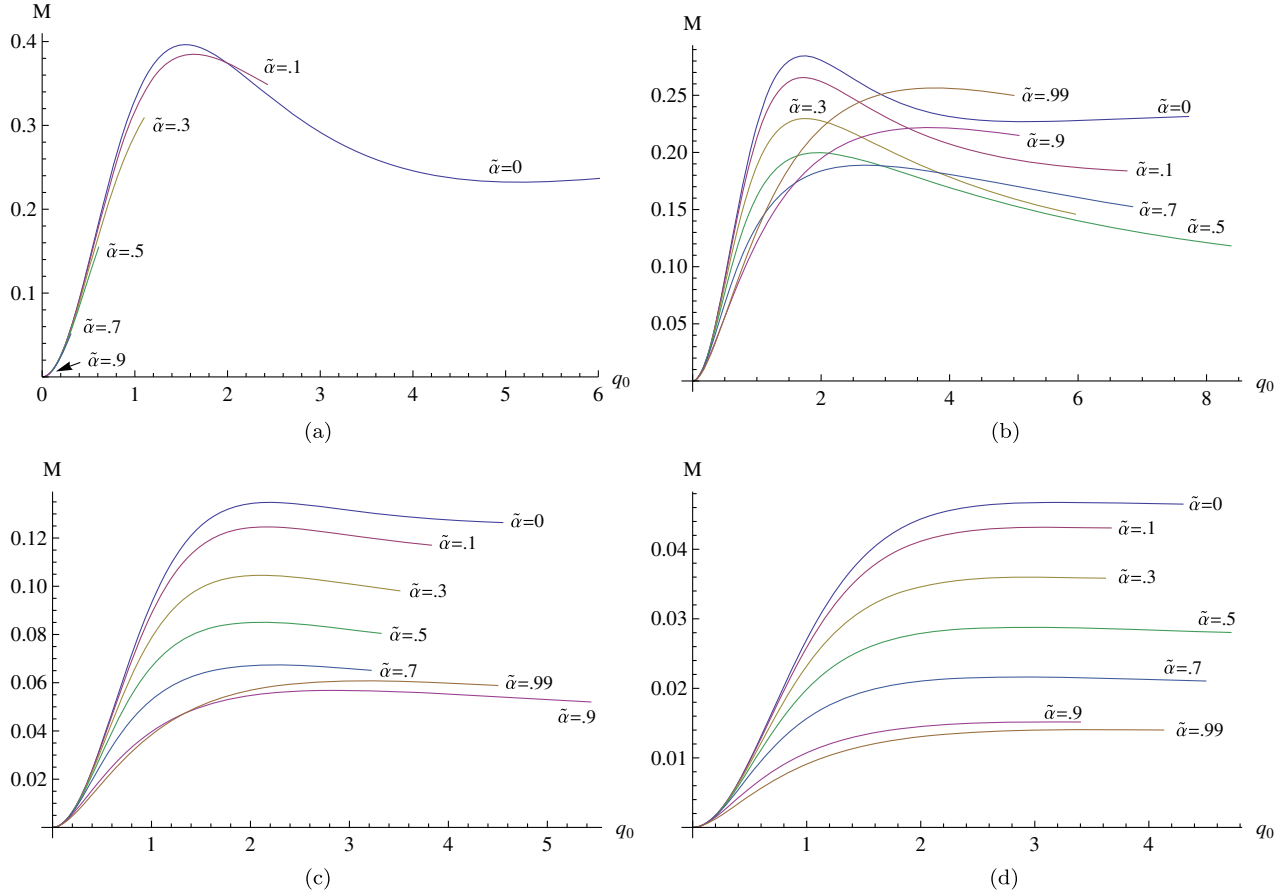 M
0.4
0.3
0.2
0.1
0 1 2 3 4 5 6 q0
α̃=.1
α̃=.3
α̃=0
α̃=.5
α̃=.7
α̃=.9
(a)
M
0.25
0.20
0.15
0.10
0.05
2 4 6 8 q0
α̃=.3
α̃=.99
α̃=0
α̃=.9
α̃=.1
α̃=.7
α̃=.5
(b)
M
0.12
0.10
0.08
0.06
0.04
0.02
1 2 3 4 5 q0
α̃=0
α̃=.1
α̃=.3
α̃=.5
α̃=.7
α̃=.99
α̃=.9
(c)
M
0.04
0.03
0.02
0.01
1 2 3 4 q0
α̃=0
α̃=.1
α̃=.3
α̃=.5
α̃=.7
α̃=.9
α̃=.99
(d)